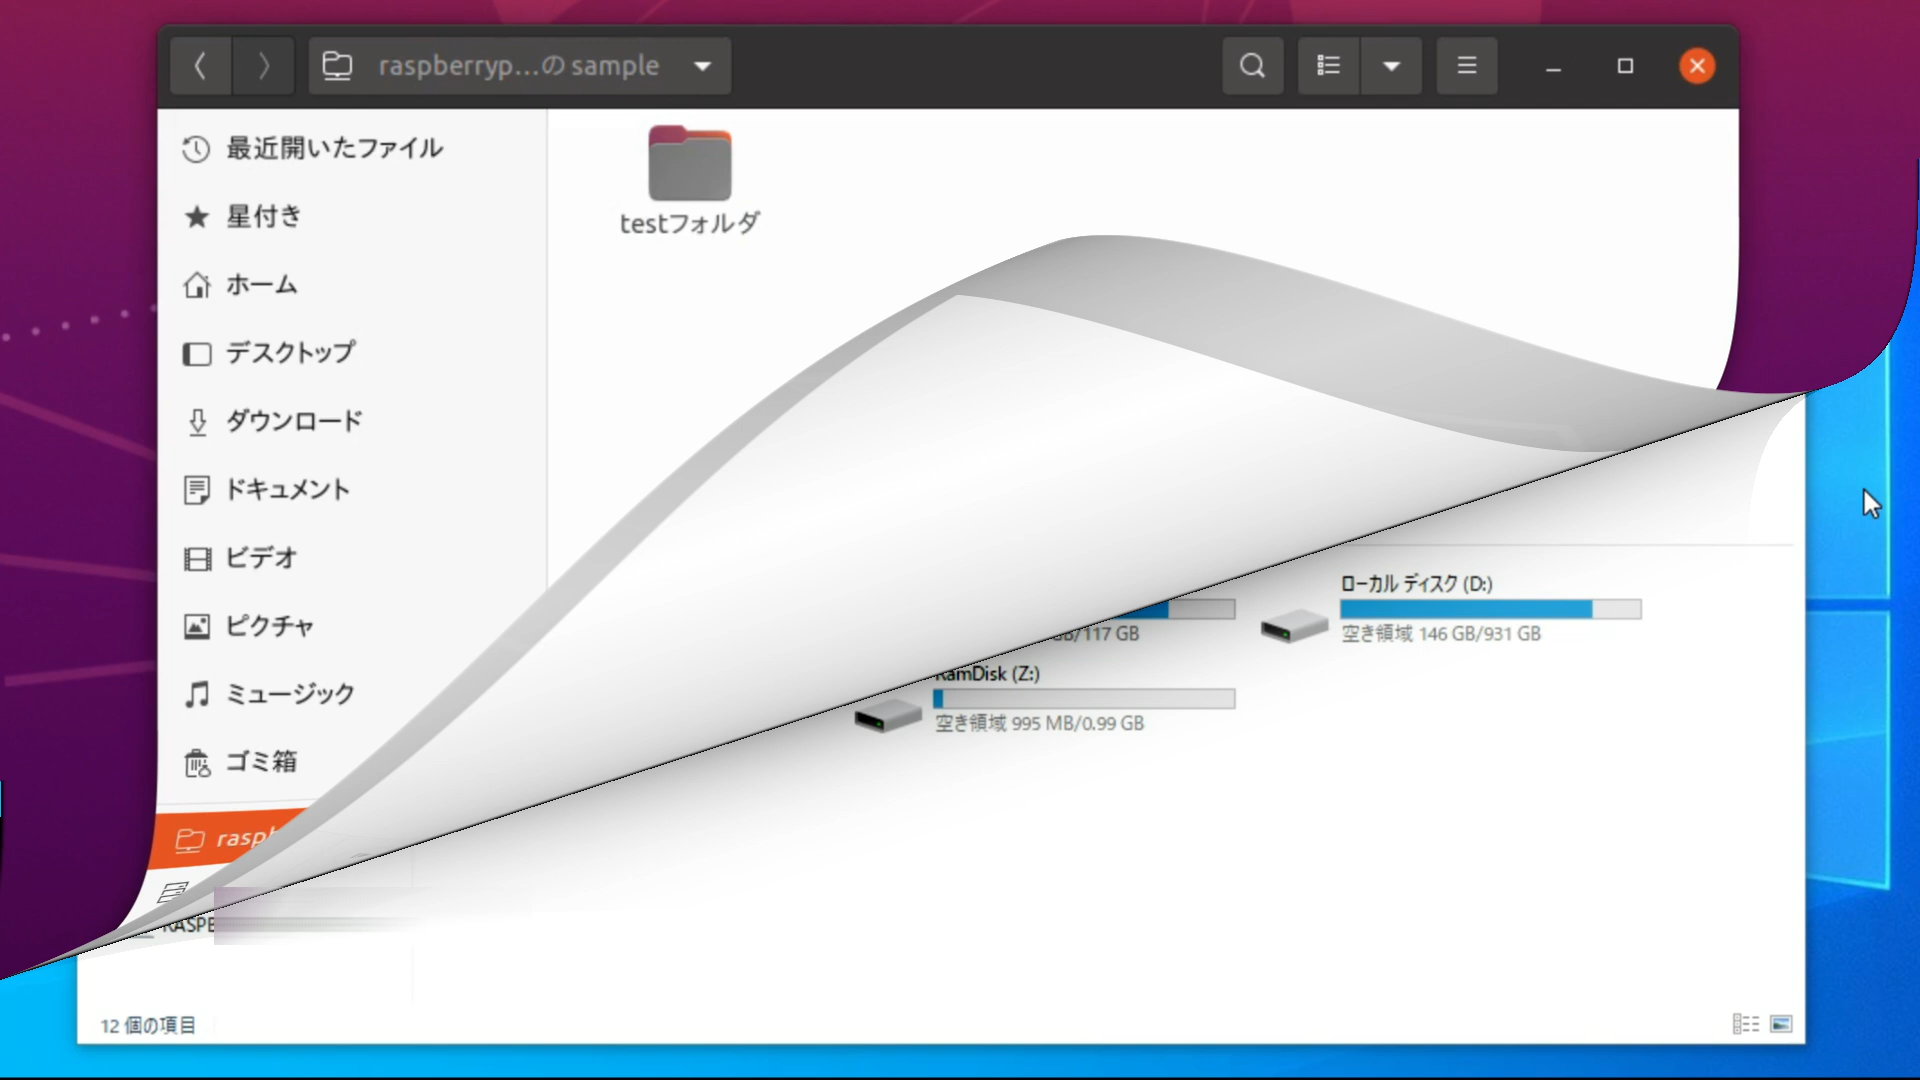 raspberryp...の sample
最近開いたファイル
星付き
ホーム
デスクトップ
ダウンロード
ドキュメント
ビデオ
ピクチャ
ミュージック
ゴミ箱
testフォルダ
ローカル ディスク (D:)
空き領域 146 GB/931 GB
GB/117 GB
RamDisk (Z:)
空き領域 995 MB/0.99 GB
rasp
RASPE
12 個の項目